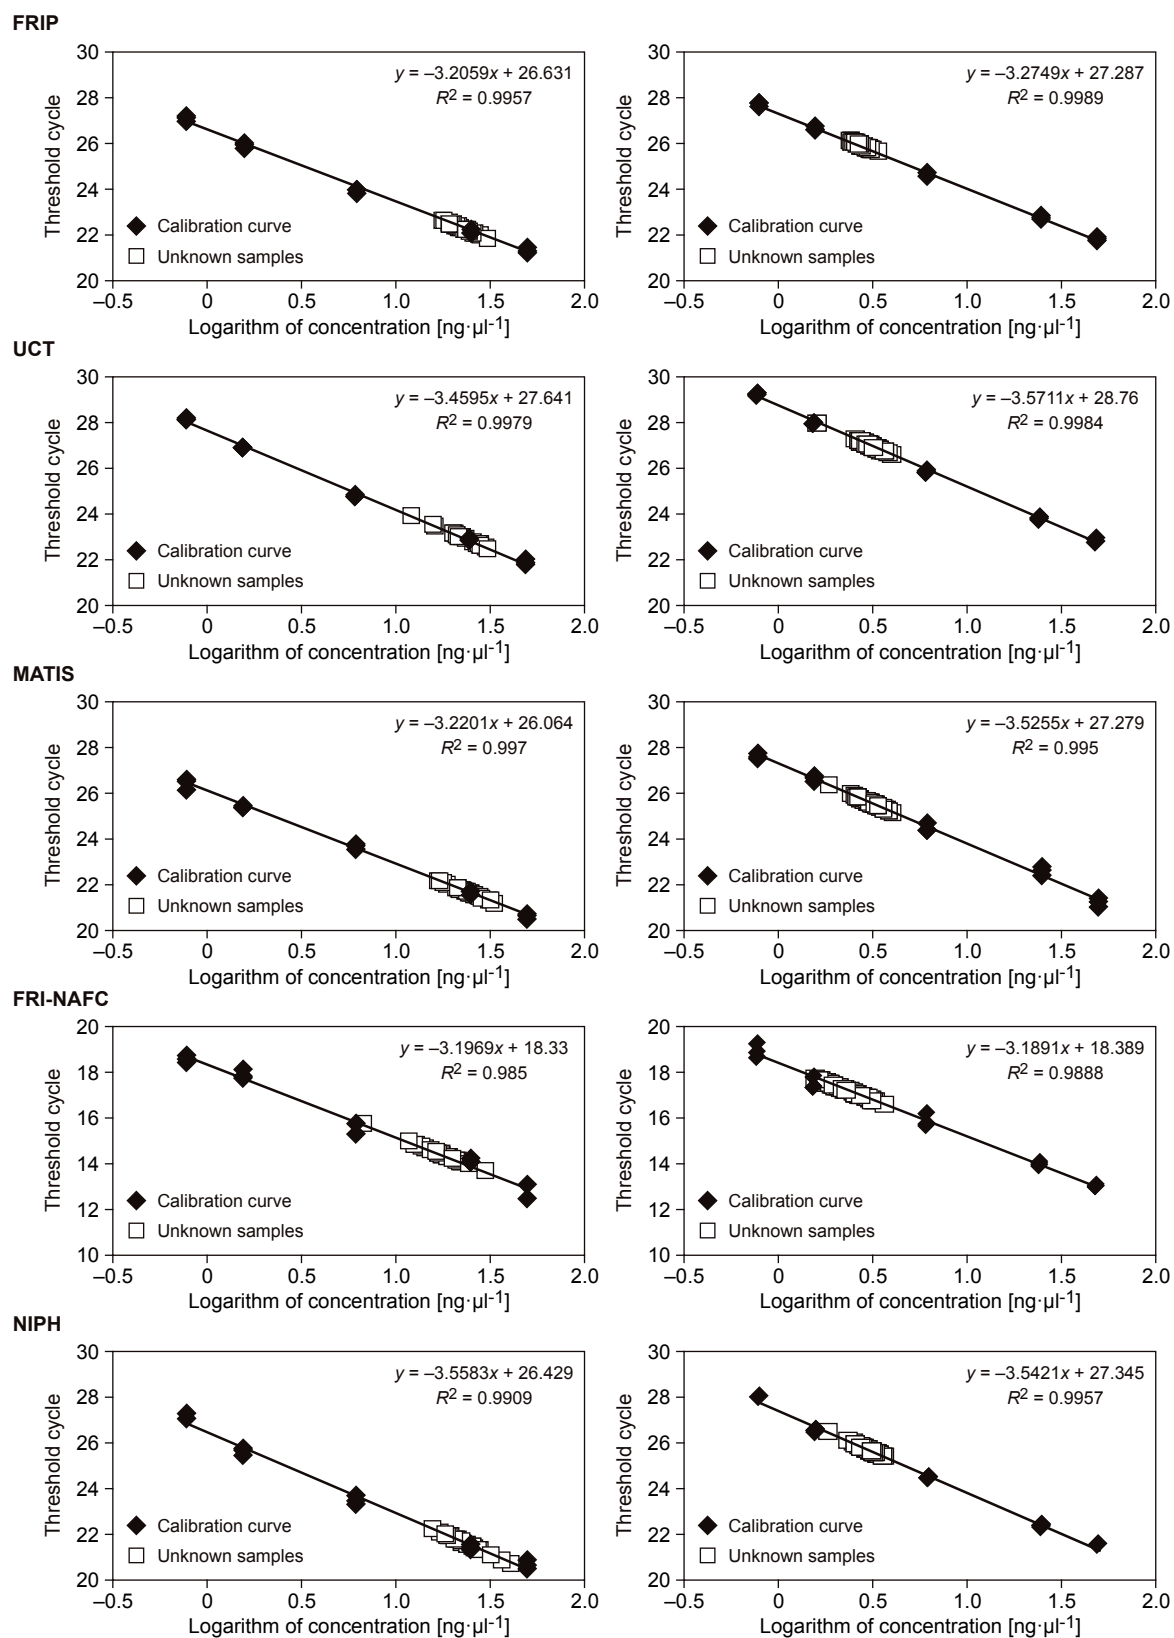 FRIP
30
28
26
24
22
20
Threshold cycle
y = –3.2059x + 26.631
R2 = 0.9957
Calibration curve
Unknown samples
–0.5 0 0.5 1.0 1.5 2.0
Logarithm of concentration [ng·µl-1]
30
28
26
24
22
20
Threshold cycle
y = –3.2749x + 27.287
R2 = 0.9989
Calibration curve
Unknown samples
–0.5 0 0.5 1.0 1.5 2.0
Logarithm of concentration [ng·µl-1]
UCT
30
28
26
24
22
20
Threshold cycle
y = –3.4595x + 27.641
R2 = 0.9979
Calibration curve
Unknown samples
–0.5 0 0.5 1.0 1.5 2.0
Logarithm of concentration [ng·µl-1]
30
28
26
24
22
20
Threshold cycle
y = –3.5711x + 28.76
R2 = 0.9984
Calibration curve
Unknown samples
–0.5 0 0.5 1.0 1.5 2.0
Logarithm of concentration [ng·µl-1]
MATIS
30
28
26
24
22
20
Threshold cycle
y = –3.2201x + 26.064
R2 = 0.997
Calibration curve
Unknown samples
–0.5 0 0.5 1.0 1.5 2.0
Logarithm of concentration [ng·µl-1]
30
28
26
24
22
20
Threshold cycle
y = –3.5255x + 27.279
R2 = 0.995
Calibration curve
Unknown samples
–0.5 0 0.5 1.0 1.5 2.0
Logarithm of concentration [ng·µl-1]
FRI-NAFC
20
18
16
14
12
10
Threshold cycle
y = –3.1969x + 18.33
R2 = 0.985
Calibration curve
Unknown samples
–0.5 0 0.5 1.0 1.5 2.0
Logarithm of concentration [ng·µl-1]
20
18
16
14
12
10
Threshold cycle
y = –3.1891x + 18.389
R2 = 0.9888
Calibration curve
Unknown samples
–0.5 0 0.5 1.0 1.5 2.0
Logarithm of concentration [ng·µl-1]
NIPH
30
28
26
24
22
20
Threshold cycle
y = –3.5583x + 26.429
R2 = 0.9909
Calibration curve
Unknown samples
–0.5 0 0.5 1.0 1.5 2.0
Logarithm of concentration [ng·µl-1]
30
28
26
24
22
20
Threshold cycle
y = –3.5421x + 27.345
R2 = 0.9957
Calibration curve
Unknown samples
–0.5 0 0.5 1.0 1.5 2.0
Logarithm of concentration [ng·µl-1]